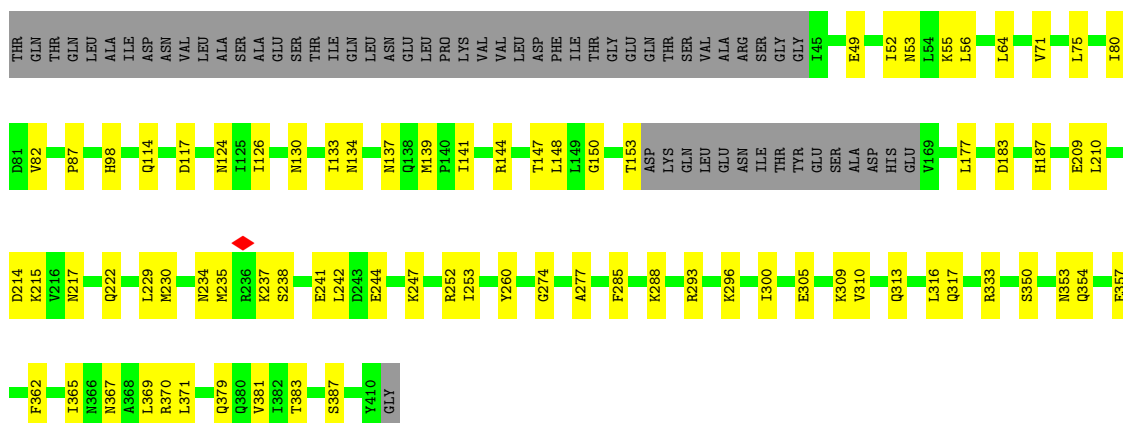 THR GLN THR GLN LEU ALA ILE ASP ASN VAL LEU ALA SER ALA GLU SER THR ILE GLN LEU ASN GLU LEU PRO LYS VAL VAL LEU ASP PHE ILE THR GLY GLU GLN THR SER VAL ALA ARG SER GLY GLY I45 E49 I52 N53 L54 K55 L56 L64 V71 L75 I80
D81 V82 P87 H98 Q114 D117 N124 I125 I126 N130 I133 N134 N137 Q138 M139 P140 I141 R144 T147 L148 L149 G150 T153 ASP LYS GLN LEU GLU ASN ILE THR TYR GLU SER ALA ASP HIS GLU V169 L177 D183 H187 E209 L210
D214 K215 V216 N217 Q222 L229 M230 N234 M235 R236 K237 S238 E241 L242 D243 E244 K247 R252 I253 Y260 G274 A277 F285 K288 R293 K296 I300 E305 K309 V310 Q313 L316 Q317 R333 S350 N353 Q354 E357
F362 I365 N366 N367 A368 L369 R370 L371 Q379 Q380 V381 I382 T383 S387 Y410 GLY